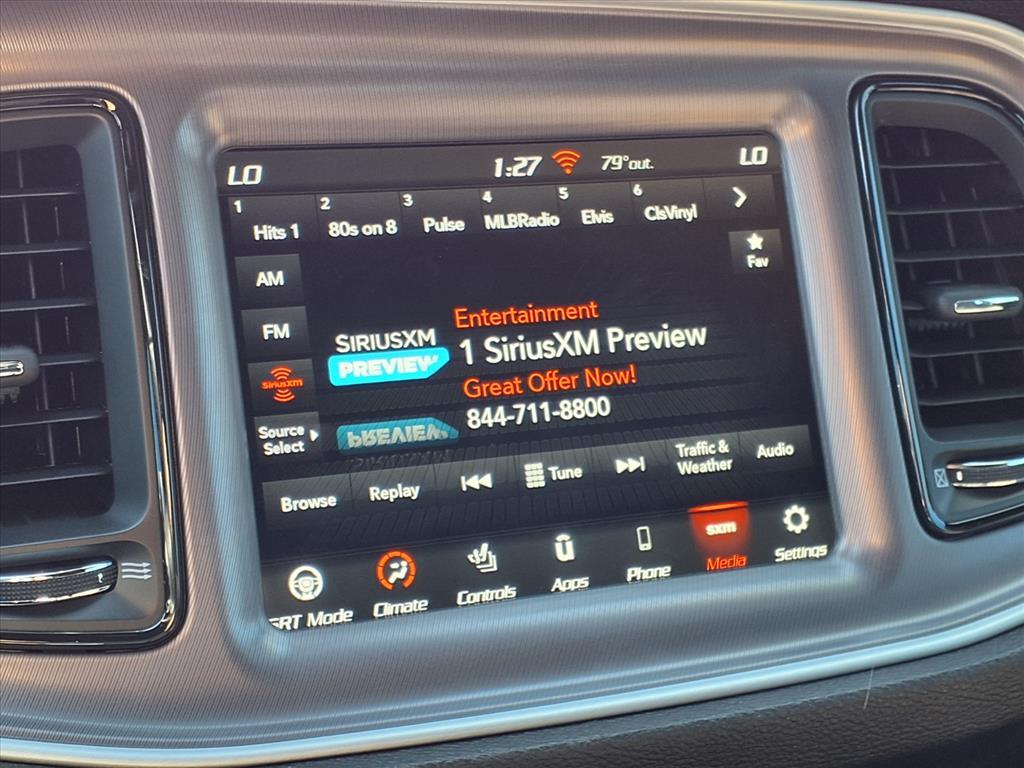 LO 1:27 79°out. LO
1 Hits 1 2 80s on 8 3 Pulse 4 MLBRadio 5 Elvis 6 ClsVinyl
Fav
AM
FM
SiriusXM
Source
Select
SIRIUSXM
PREVIEW
Entertainment
1 SiriusXM Preview
Great Offer Now!
844-711-8800
PREVIEW
SIRIUSXM
Browse Replay Tune Traffic &
Weather Audio
SRT Mode Climate Controls Apps Phone sxm
Media Settings